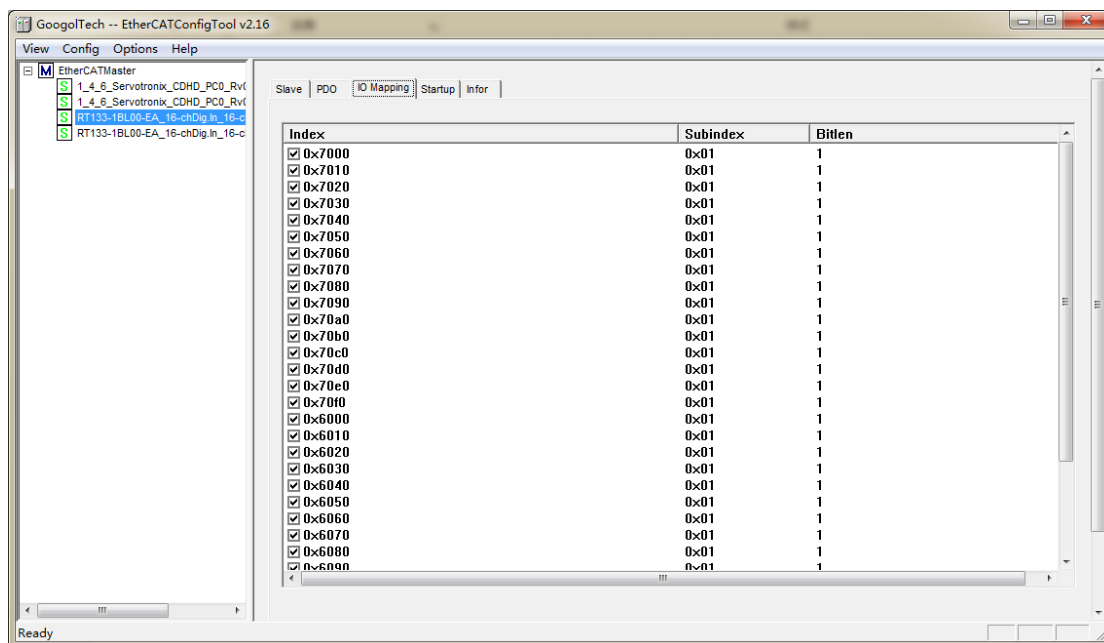 GoogolTech -- EtherCATConfigTool v2.16
View Config Options Help
M EtherCATMaster
S 1_4_6_Servotronix_CDHD_PC0_Rv0
S 1_4_6_Servotronix_CDHD_PC0_Rv0
S RT133-1BL00-EA_16-chDig.In_16-c
S RT133-1BL00-EA_16-chDig.In_16-c
Slave PDO IO Mapping Startup Infor
Index Subindex Bitlen
0x7000 0x01 1
0x7010 0x01 1
0x7020 0x01 1
0x7030 0x01 1
0x7040 0x01 1
0x7050 0x01 1
0x7060 0x01 1
0x7070 0x01 1
0x7080 0x01 1
0x7090 0x01 1
0x70a0 0x01 1
0x70b0 0x01 1
0x70c0 0x01 1
0x70d0 0x01 1
0x70e0 0x01 1
0x70f0 0x01 1
0x6000 0x01 1
0x6010 0x01 1
0x6020 0x01 1
0x6030 0x01 1
0x6040 0x01 1
0x6050 0x01 1
0x6060 0x01 1
0x6070 0x01 1
0x6080 0x01 1
0x6090 0x01 1
Ready